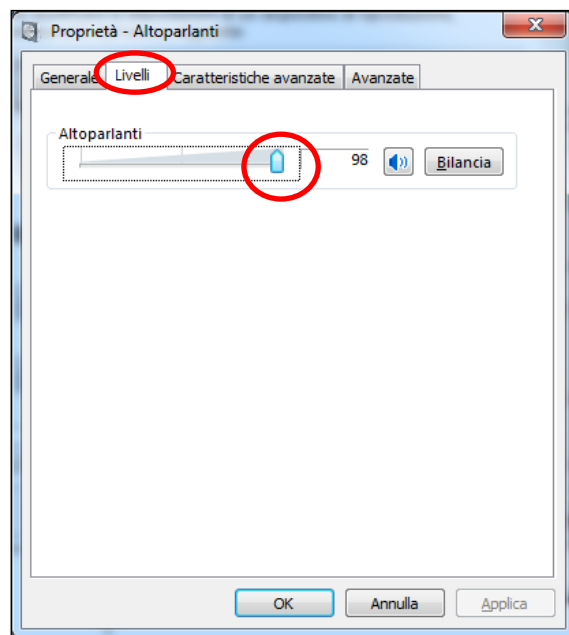 Proprietà - Altoparlanti
Generale Livelli Caratteristiche avanzate Avanzate
Altoparlanti
98 Bilancia
OK Annulla Applica